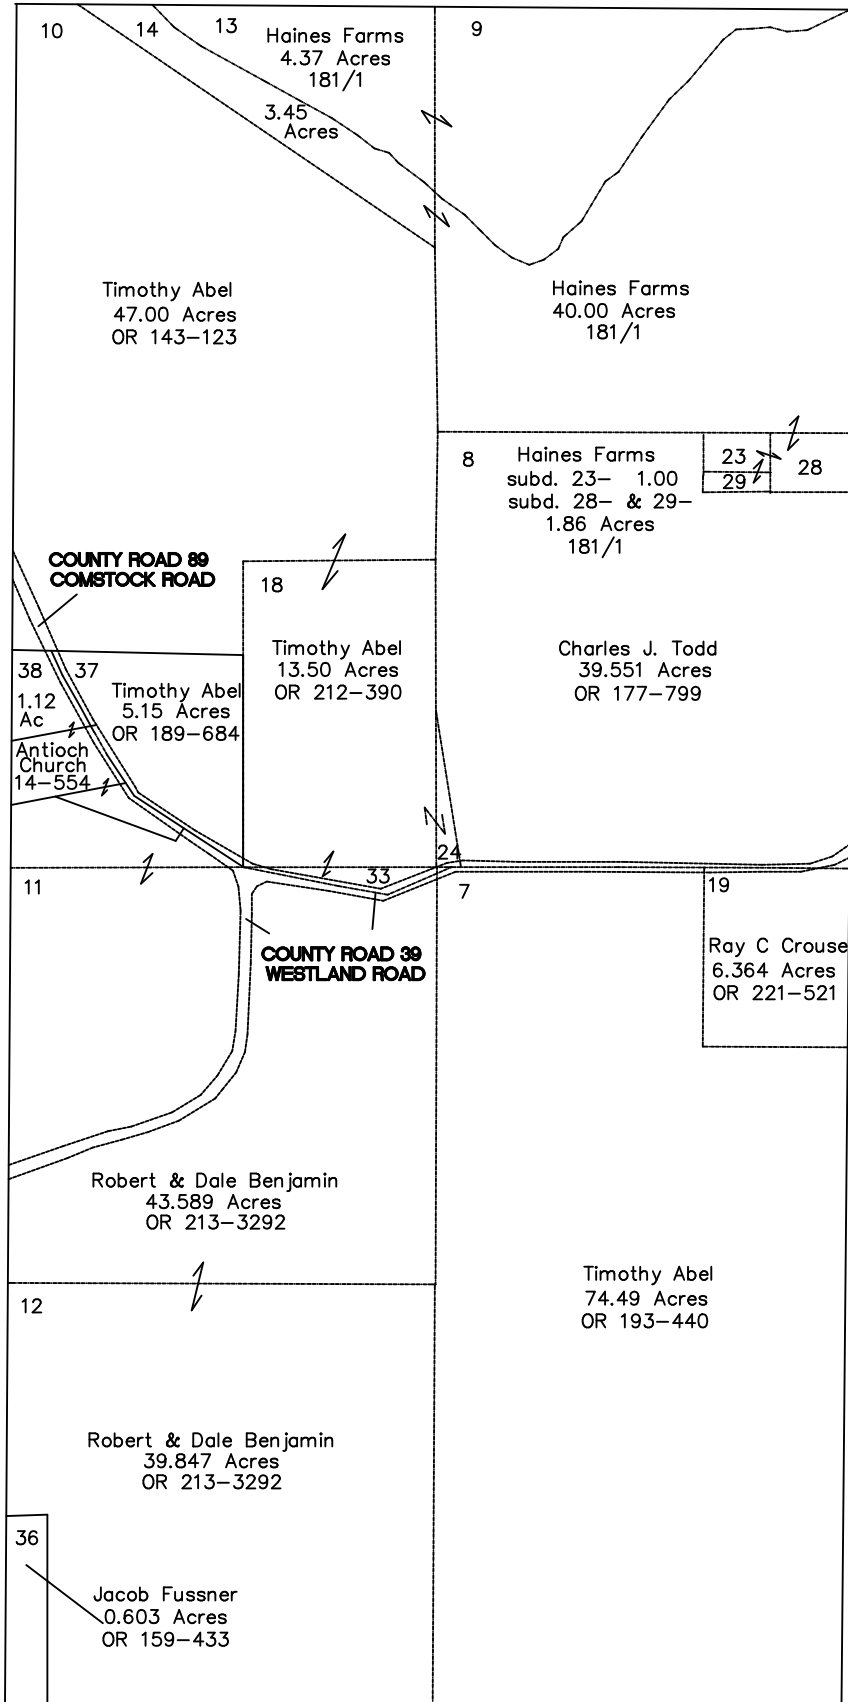 10
14
13
Haines Farms
4.37 Acres
181/1
9
3.45
Acres
Timothy Abel
47.00 Acres
OR 143-123
Haines Farms
40.00 Acres
181/1
8
Haines Farms
subd. 23- 1.00
subd. 28- & 29-
1.86 Acres
181/1
23
29
28
COUNTY ROAD 89
COMSTOCK ROAD
18
Timothy Abel
13.50 Acres
OR 212-390
Charles J. Todd
39.551 Acres
OR 177-799
38
37
1.12
Ac
Timothy Abel
5.15 Acres
OR 189-684
Antioch
Church
14-554
24
11
33
7
19
COUNTY ROAD 39
WESTLAND ROAD
Ray C Crouse
6.364 Acres
OR 221-521
Robert & Dale Benjamin
43.589 Acres
OR 213-3292
Timothy Abel
74.49 Acres
OR 193-440
12
Robert & Dale Benjamin
39.847 Acres
OR 213-3292
36
Jacob Fussner
0.603 Acres
OR 159-433